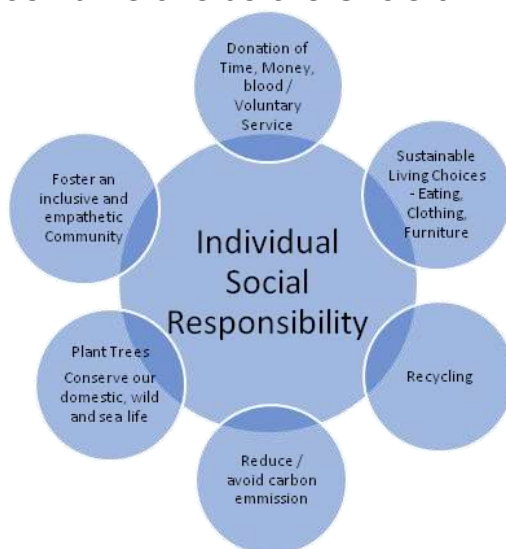 Donation of
Time, Money,
blood /
Voluntary
Service
Sustainable
Living Choices
- Eating,
Clothing,
Furniture
Recycling
Reduce /
avoid carbon
emmission
Plant Trees
Conserve our
domestic, wild
and sea life
Foster an
inclusive and
empathetic
Community
Individual
Social
Responsibility